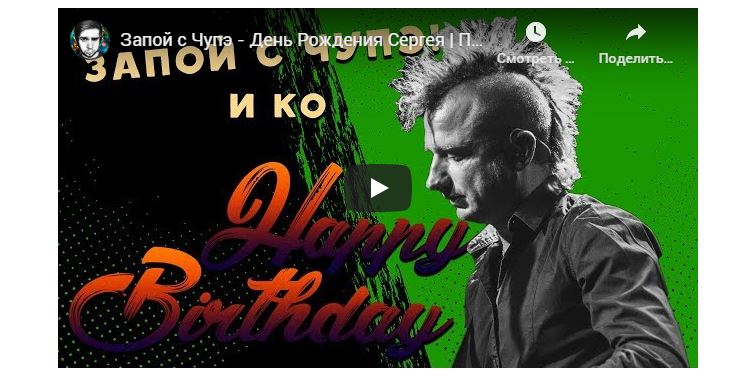 Запой с Чупэ - День Рождения Сергея | П...
Смотреть ...
Поделить...
ЗАПОЙ С ЧУПЭ
И КО
Happy
Birthday